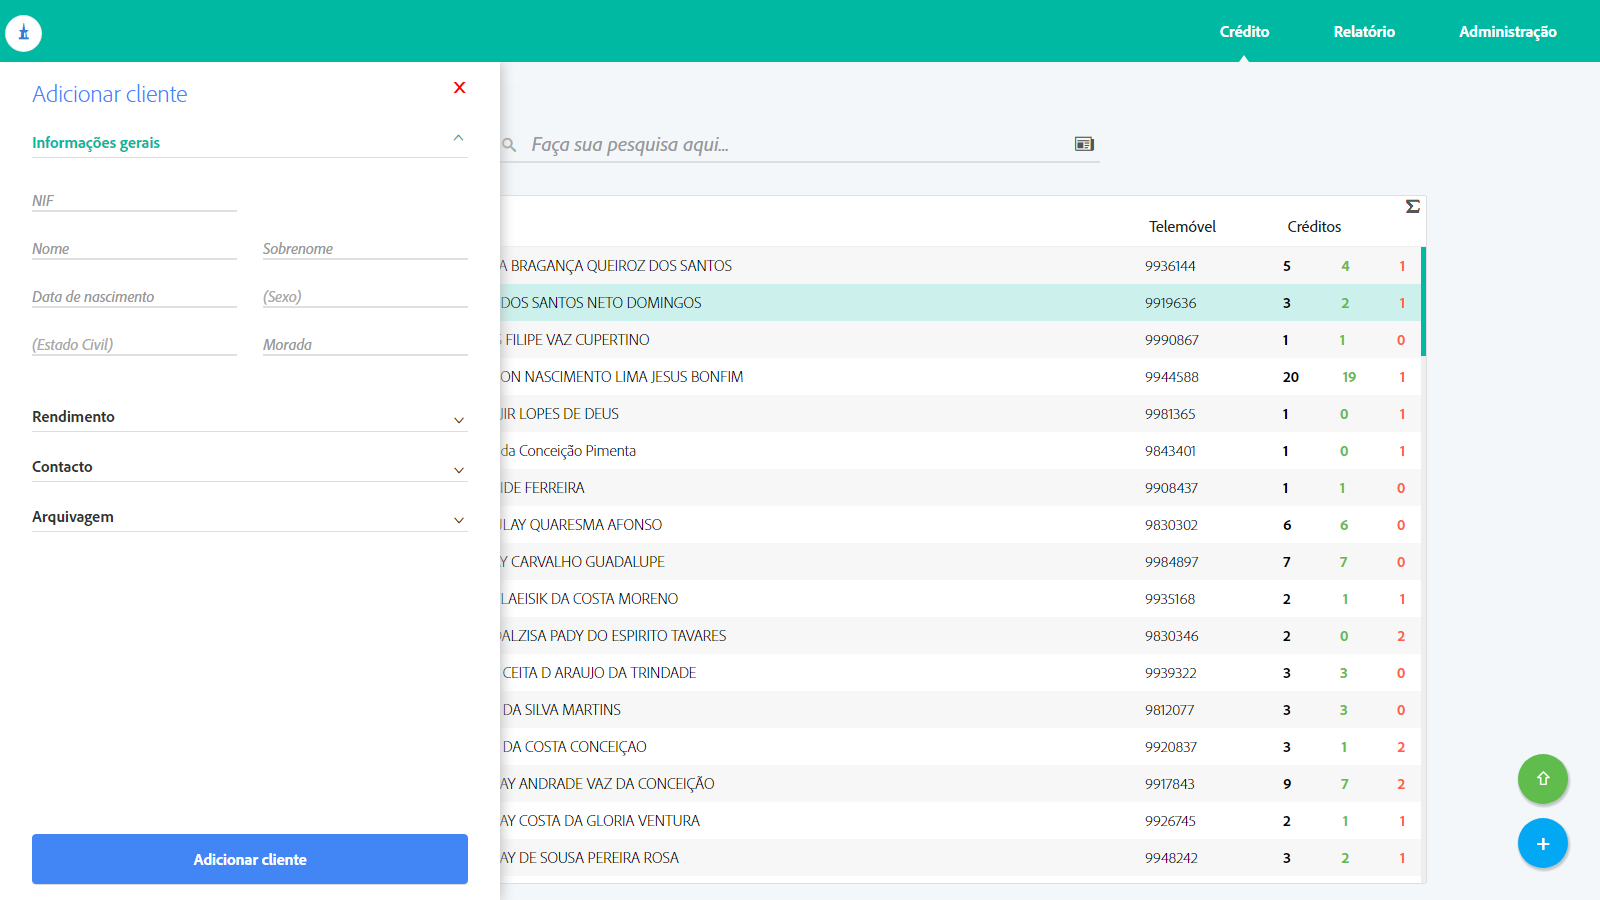 Crédito Relatório Administração
Adicionar cliente
Informações gerais
NIF
Nome Sobrenome
Data de nascimento (Sexo)
(Estado Civil) Morada
Rendimento
Contacto
Arquivagem
Adicionar cliente
Faça sua pesquisa aqui...
Telemóvel Créditos Σ
A BRAGANÇA QUEIROZ DOS SANTOS 9936144 5 4 1
DOS SANTOS NETO DOMINGOS 9919636 3 2 1
FILIPE VAZ CUPERTINO 9990867 1 1 0
ON NASCIMENTO LIMA JESUS BONFIM 9944588 20 19 1
JIR LOPES DE DEUS 9981365 1 0 1
da Conceição Pimenta 9843401 1 0 1
IDE FERREIRA 9908437 1 1 0
LAY QUARESMA AFONSO 9830302 6 6 0
Y CARVALHO GUADALUPE 9984897 7 7 0
LAEISIK DA COSTA MORENO 9935168 2 1 1
DALZISA PADY DO ESPIRITO TAVARES 9830346 2 0 2
CEITA D ARAUJO DA TRINDADE 9939322 3 3 0
DA SILVA MARTINS 9812077 3 3 0
DA COSTA CONCEIÇAO 9920837 3 1 2
AY ANDRADE VAZ DA CONCEIÇÃO 9917843 9 7 2
AY COSTA DA GLORIA VENTURA 9926745 2 1 1
AY DE SOUSA PEREIRA ROSA 9948242 3 2 1